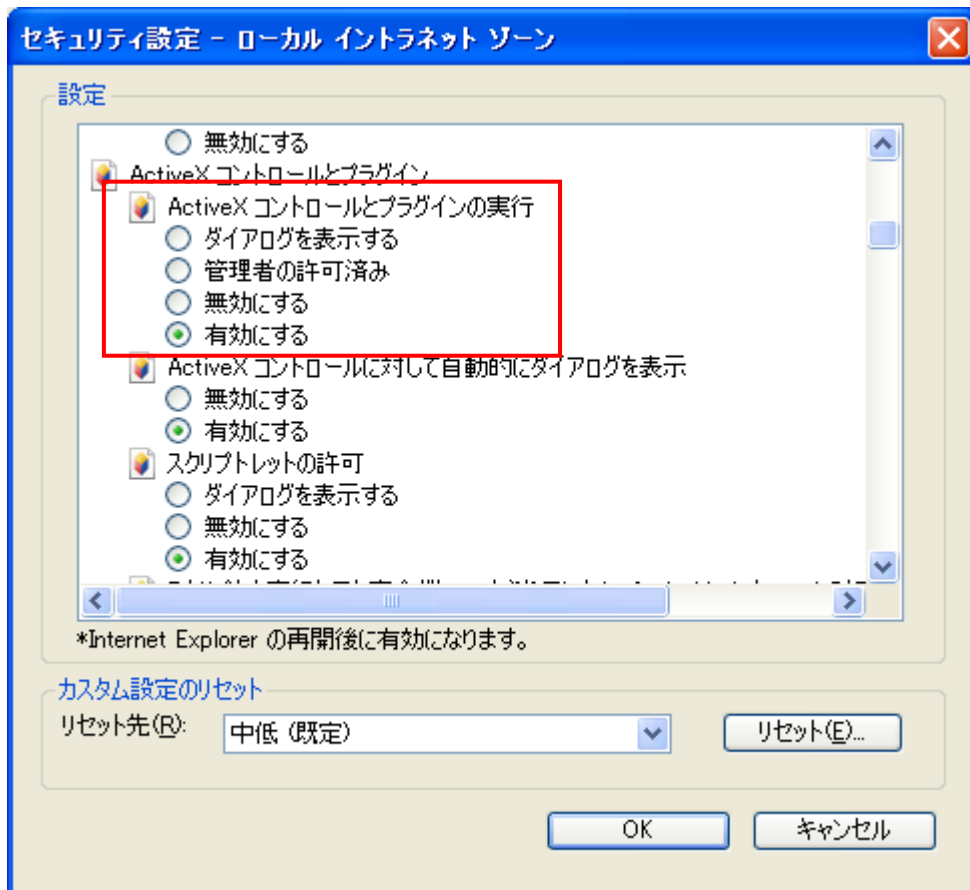 セキュリティ設定 - ローカル イントラネット ゾーン
設定
無効にする
ActiveX コントロールとプラグイン
ActiveX コントロールとプラグインの実行
ダイアログを表示する
管理者の許可済み
無効にする
有効にする
ActiveX コントロールに対して自動的にダイアログを表示
無効にする
有効にする
スクリプトレットの許可
ダイアログを表示する
無効にする
有効にする
*Internet Explorer の再開後に有効になります。
カスタム設定のリセット
リセット先(R):
中低 (既定)
リセット(E)...
OK
キャンセル